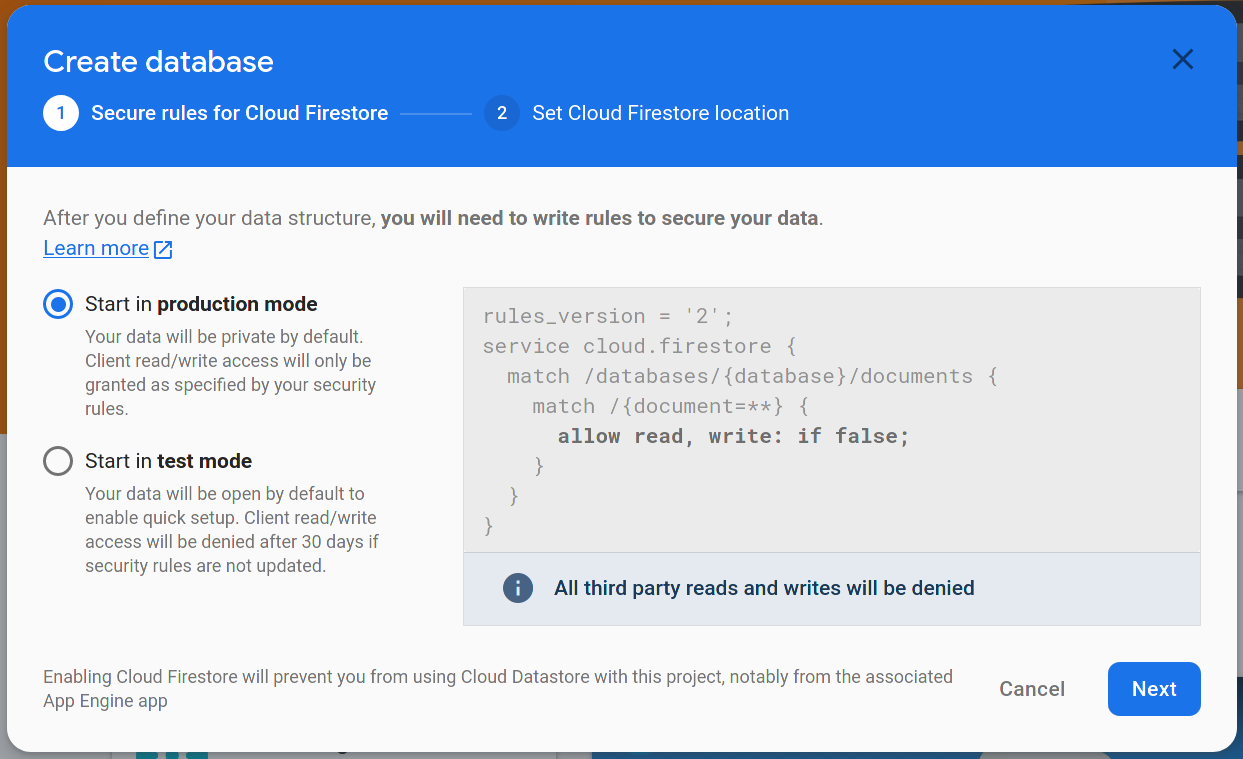 Create database
1 Secure rules for Cloud Firestore 2 Set Cloud Firestore location
After you define your data structure, you will need to write rules to secure your data.
Learn more
Start in production mode
Your data will be private by default.
Client read/write access will only be
granted as specified by your security
rules.
Start in test mode
Your data will be open by default to
enable quick setup. Client read/write
access will be denied after 30 days if
security rules are not updated.
rules_version = '2';
service cloud.firestore {
  match /databases/{database}/documents {
    match /{document=**} {
      allow read, write: if false;
    }
  }
}
All third party reads and writes will be denied
Enabling Cloud Firestore will prevent you from using Cloud Datastore with this project, notably from the associated
App Engine app
Cancel
Next